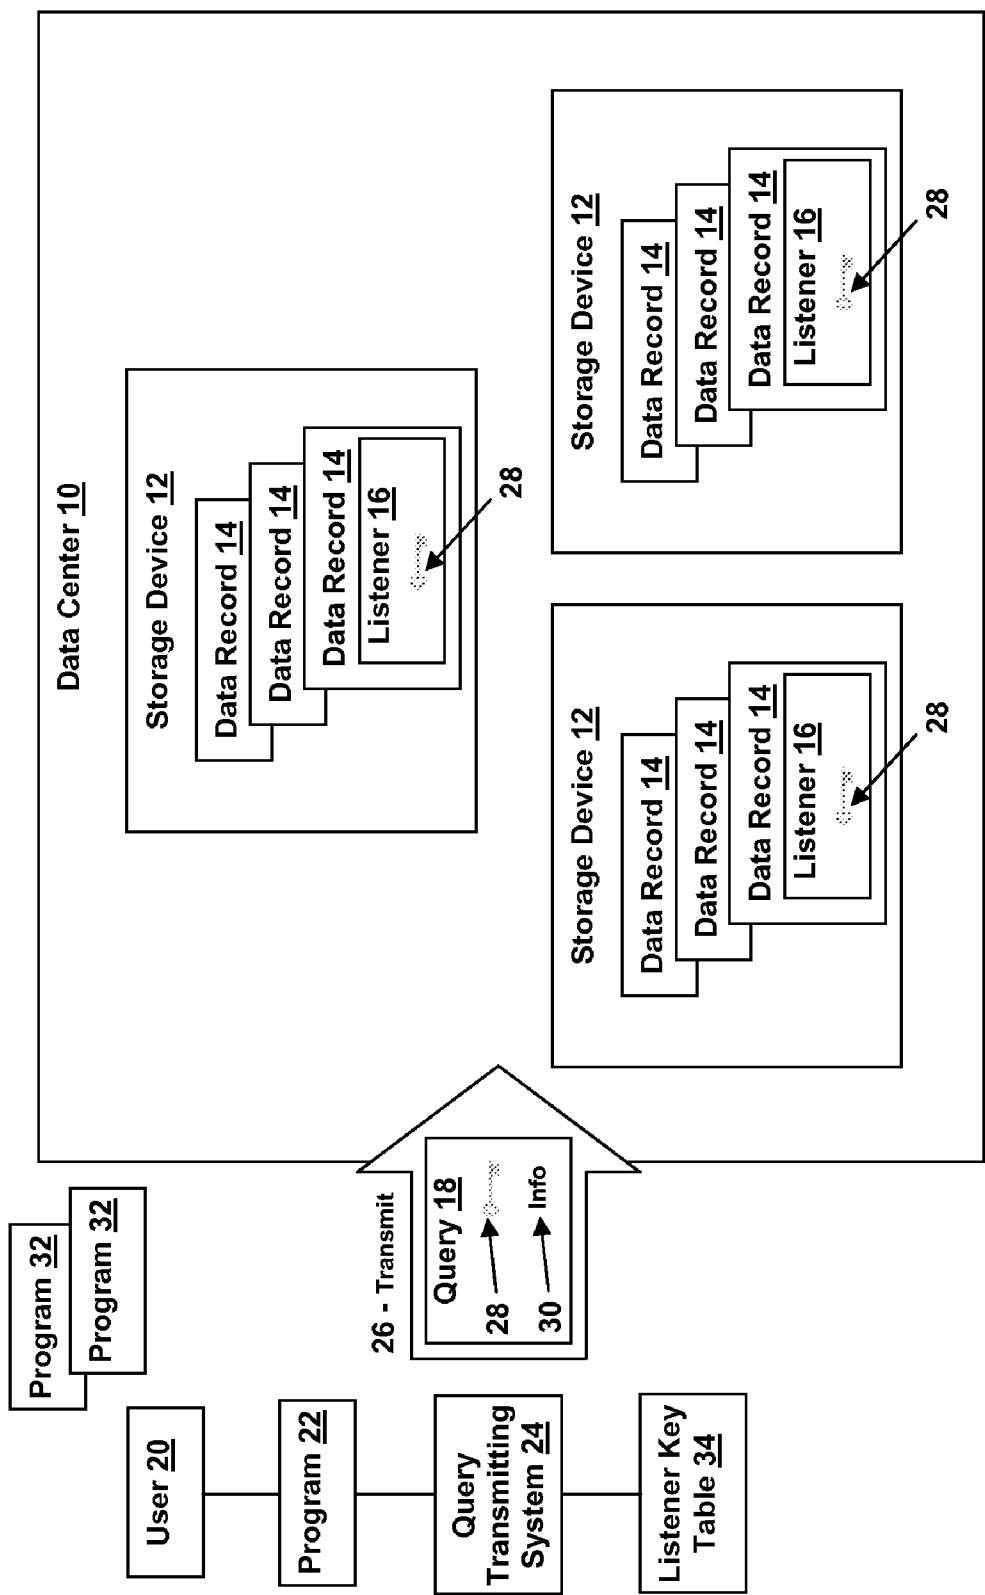 Program 32
Program 32
User 20
Program 22
Query
Transmitting
System 24
Listener Key
Table 34
26 - Transmit
Query 18
28
30
Info
Data Center 10
Storage Device 12
Data Record 14
Data Record 14
Data Record 14
Listener 16
28
Storage Device 12
Data Record 14
Data Record 14
Data Record 14
Listener 16
28
Storage Device 12
Data Record 14
Data Record 14
Data Record 14
Listener 16
28